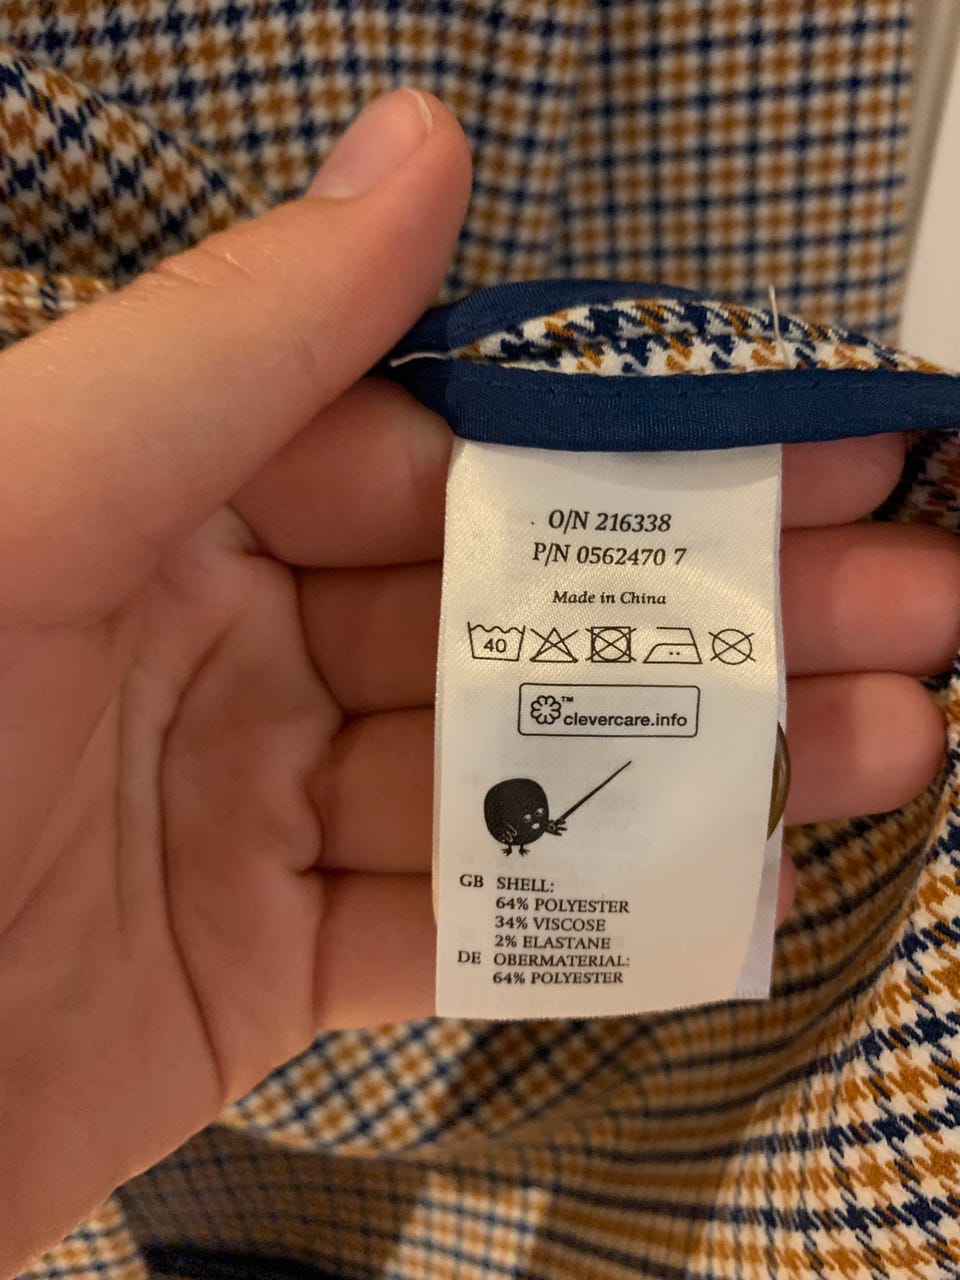 O/N 216338
P/N 0562470 7
Made in China
40
™
clevercare.info
GB SHELL:
64% POLYESTER
34% VISCOSE
2% ELASTANE
DE OBERMATERIAL:
64% POLYESTER